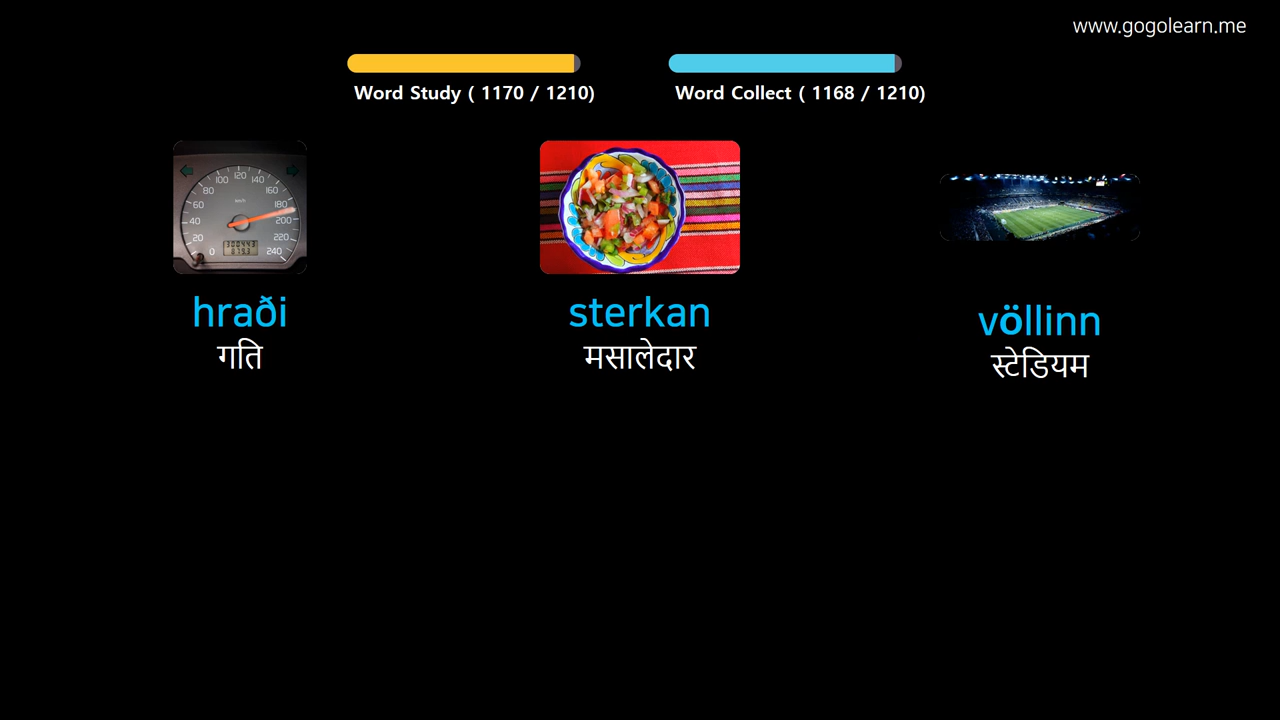 www.gogolearn.me
Word Study ( 1170 / 1210)
Word Collect ( 1168 / 1210)
hraði
गति
sterkan
मसालेदार
völlinn
स्टेडियम